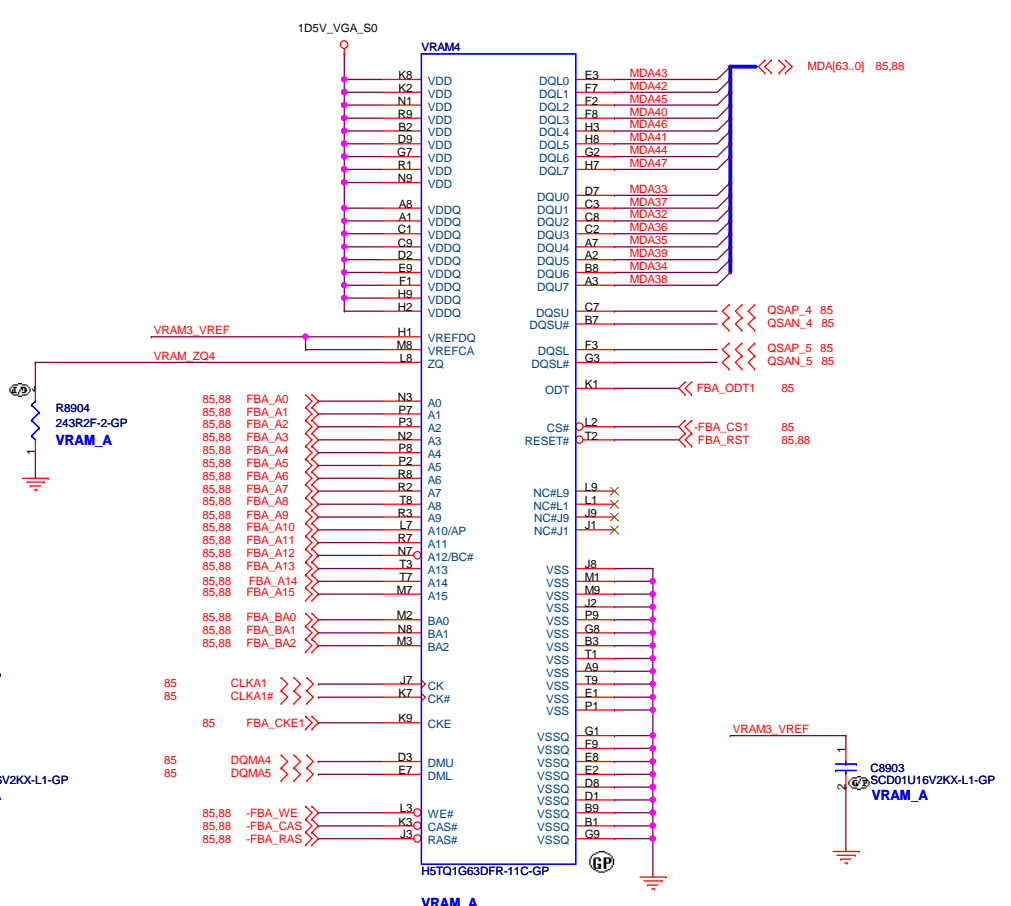 1D5V_VGA_S0
VRAM4
MDA[63..0] 85,88
K8 VDD DQL0 E3 MDA43
K2 VDD DQL1 F7 MDA42
N1 VDD DQL2 F2 MDA45
R9 VDD DQL3 F8 MDA40
B2 VDD DQL4 H3 MDA46
D9 VDD DQL5 H8 MDA41
G7 VDD DQL6 G2 MDA44
R1 VDD DQL7 H7 MDA47
N9 VDD
DQU0 D7 MDA33
A8 VDDQ DQU1 C3 MDA37
A1 VDDQ DQU2 C8 MDA32
C1 VDDQ DQU3 C2 MDA36
C9 VDDQ DQU4 A7 MDA35
D2 VDDQ DQU5 A2 MDA39
E9 VDDQ DQU6 B8 MDA34
F1 VDDQ DQU7 A3 MDA38
H9 VDDQ
H2 VDDQ DQSU C7 QSAP_4 85
DQSU# B7 QSAN_4 85
VRAM3_VREF H1 VREFDQ
M8 VREFCA DQSL F3 QSAP_5 85
VRAM_ZQ4 L8 ZQ DQSL# G3 QSAN_5 85
ODT K1 FBA_ODT1 85
R8904
243R2F-2-GP
VRAM_A
1
85,88 FBA_A0 N3 A0
85,88 FBA_A1 P7 A1
85,88 FBA_A2 P3 A2 CS# L2 -FBA_CS1 85
85,88 FBA_A3 N2 A3 RESET# T2 FBA_RST 85,88
85,88 FBA_A4 P8 A4
85,88 FBA_A5 P2 A5
85,88 FBA_A6 R8 A6
85,88 FBA_A7 R2 A7 NC#L9 L9
85,88 FBA_A8 T8 A8 NC#L1 L1
85,88 FBA_A9 R3 A9 NC#J9 J9
85,88 FBA_A10 L7 A10/AP NC#J1 J1
85,88 FBA_A11 R7 A11
85,88 FBA_A12 N7 A12/BC#
85,88 FBA_A13 T3 A13 VSS J8
85,88 FBA_A14 T7 A14 VSS M1
85,88 FBA_A15 M7 A15 VSS M9
VSS J2
85,88 FBA_BA0 M2 BA0 VSS P9
85,88 FBA_BA1 N8 BA1 VSS G8
85,88 FBA_BA2 M3 BA2 VSS B3
VSS T1
VSS A9
85 CLKA1 J7 CK VSS T9
85 CLKA1# K7 CK# VSS E1
VSS P1
85 FBA_CKE1 K9 CKE
VSSQ G1 VRAM3_VREF
VSSQ F9
85 DQMA4 D3 DMU VSSQ E8
85 DQMA5 E7 DML VSSQ E2
VSSQ D8
VSSQ D1
85,88 -FBA_WE L3 WE# VSSQ B9
85,88 -FBA_CAS K3 CAS# VSSQ B1
85,88 -FBA_RAS J3 RAS# VSSQ G9
1
2
C8903
SCD01U16V2KX-L1-GP
VRAM_A
6V2KX-L1-GP
GP
H5TQ1G63DFR-11C-GP
VRAM_A